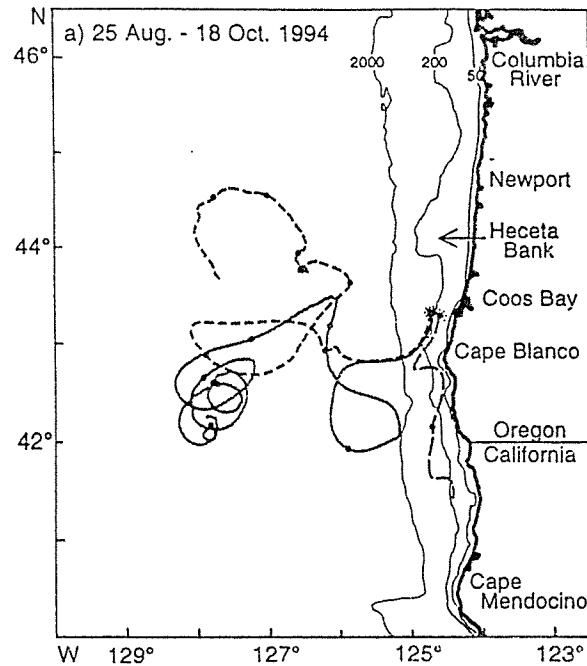 N
a) 25 Aug. - 18 Oct. 1994
46°
2000
200
50
Columbia
River
Newport
44°
Heceta
Bank
Coos Bay
Cape Blanco
42°
Oregon
California
Cape
Mendocino
W
129°
127°
125°
123°